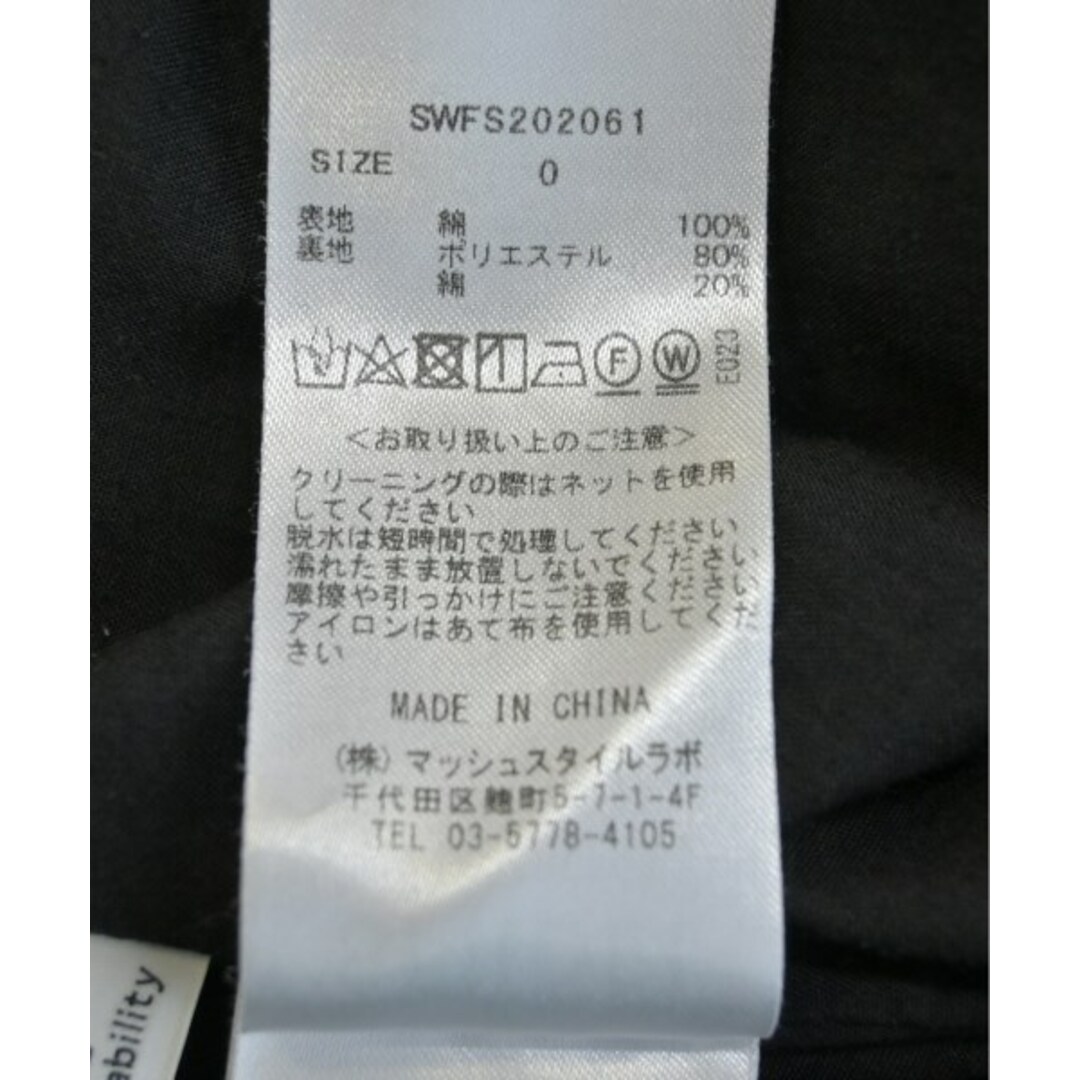 SWFS202061
SIZE 0
表地 綿 100%
裏地 ポリエステル 80%
綿 20%
F W E023
＜お取り扱い上のご注意＞
クリーニングの際はネットを使用
してください
脱水は短時間で処理してください
濡れたまま放置しないでください
摩擦や引っかけにご注意ください
アイロンはあて布を使用してくだ
さい
MADE IN CHINA
(株) マッシュスタイルラボ
千代田区麹町5-7-1-4F
TEL 03-5778-4105
ability